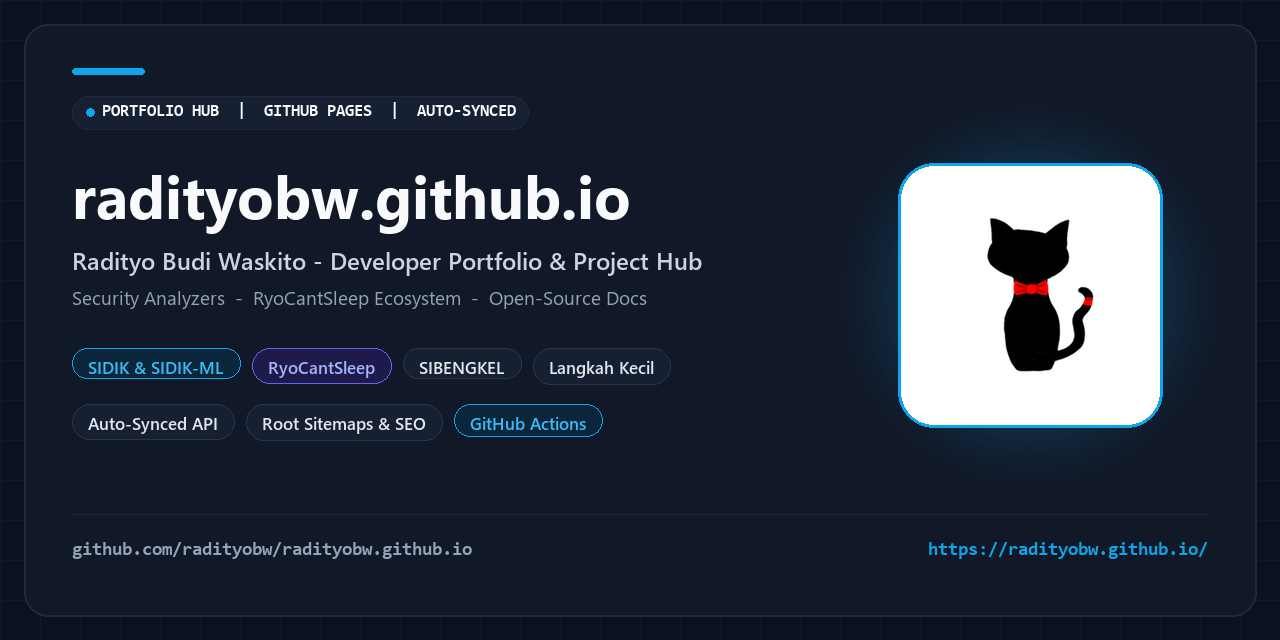 PORTFOLIO HUB | GITHUB PAGES | AUTO-SYNCED
radityobw.github.io
Radityo Budi Waskito - Developer Portfolio & Project Hub
Security Analyzers - RyoCantSleep Ecosystem - Open-Source Docs
SIDIK & SIDIK-ML RyoCantSleep SIBENGKEL Langkah Kecil
Auto-Synced API Root Sitemaps & SEO GitHub Actions
github.com/radityobw/radityobw.github.io https://radityobw.github.io/